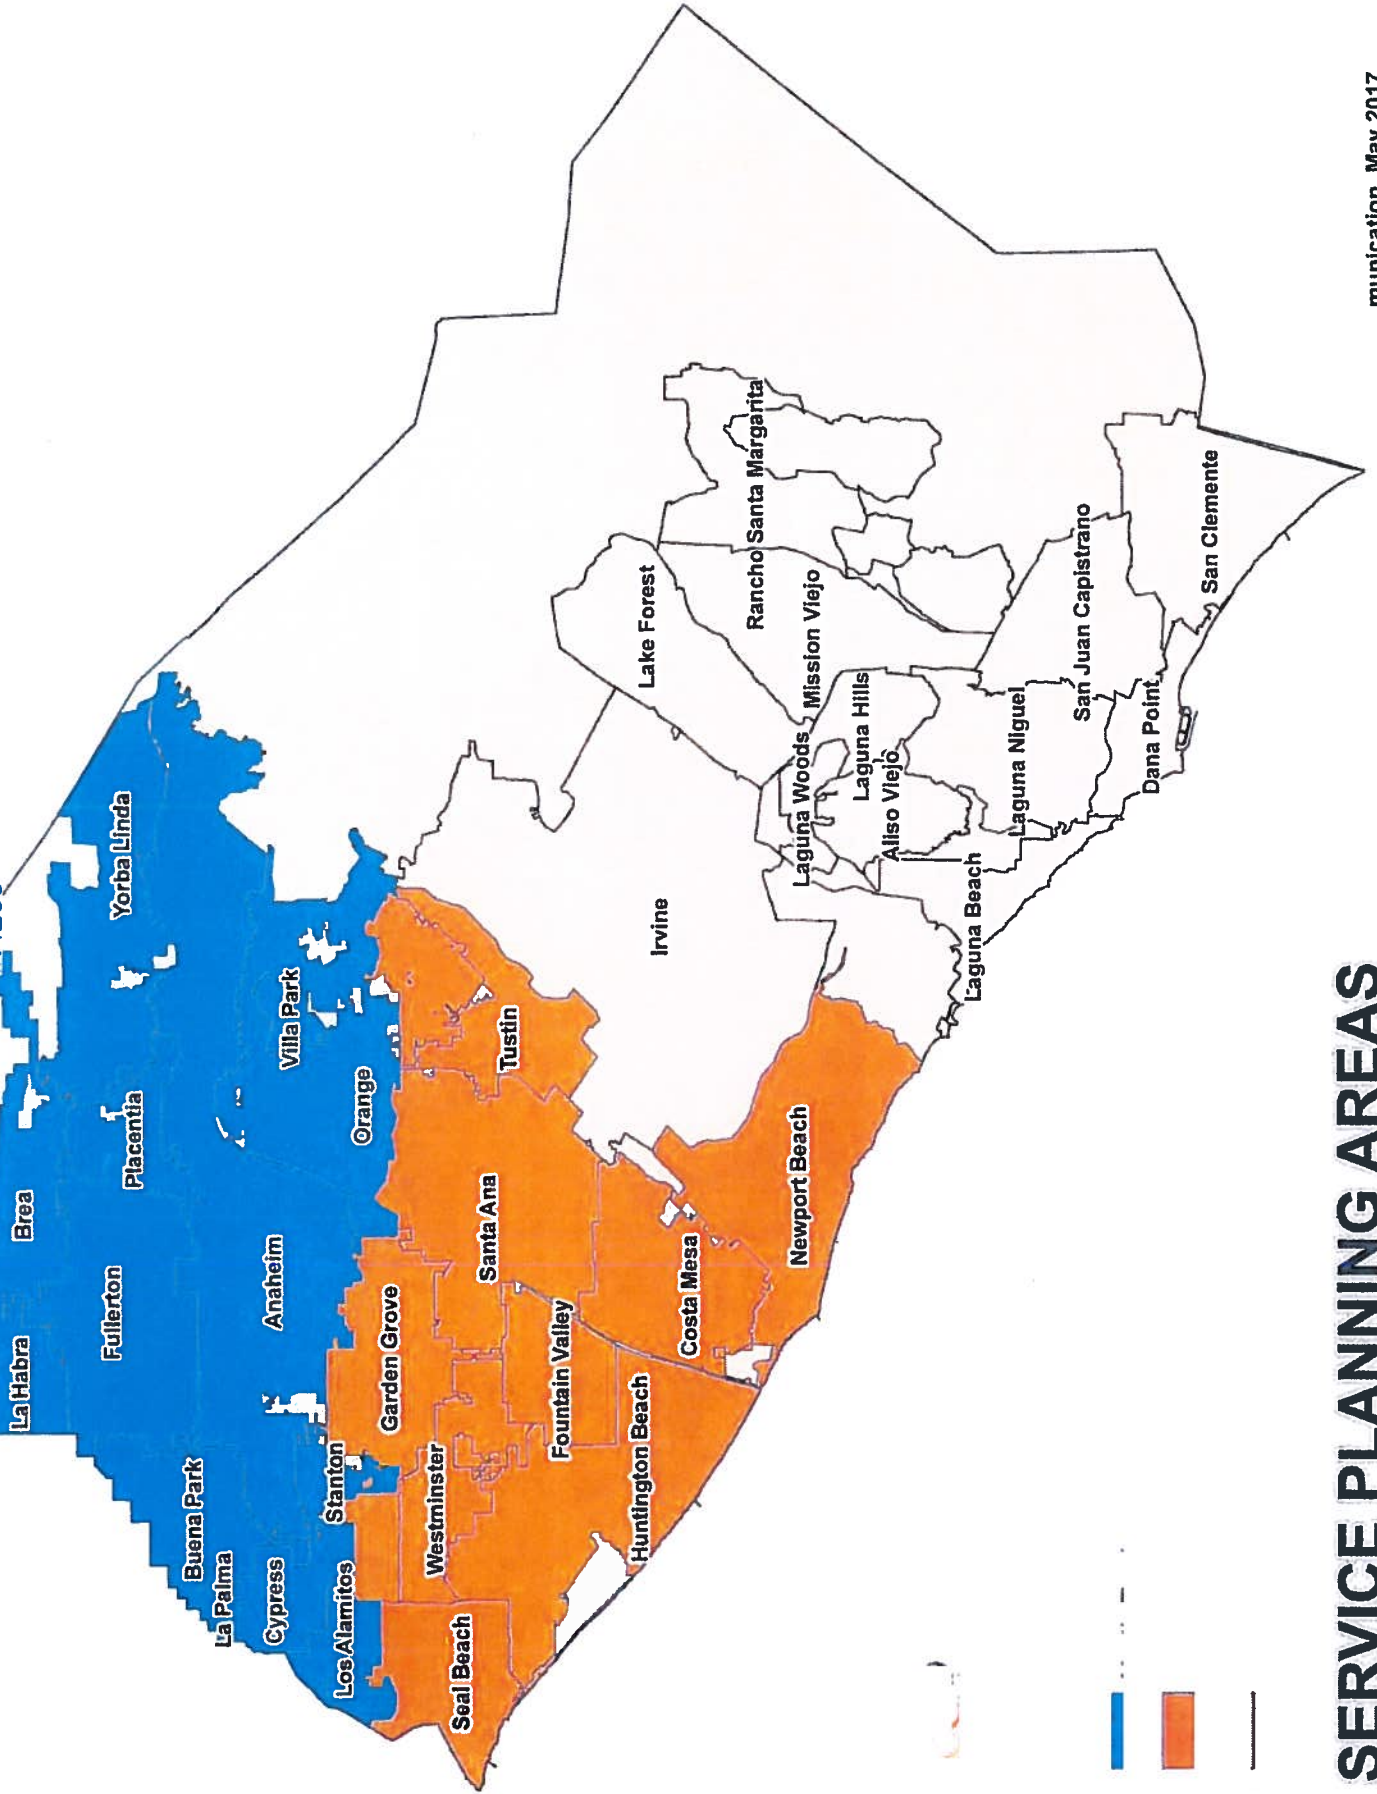 La Habra
Brea
Fullerton
Placentia
Yorba Linda
Buena Park
La Palma
Anaheim
Villa Park
Cypress
Stanton
Orange
Los Alamitos
Garden Grove
Westminster
Santa Ana
Tustin
Seal Beach
Fountain Valley
Huntington Beach
Costa Mesa
Irvine
Lake Forest
Newport Beach
Rancho Santa Margarita
Mission Viejo
Laguna Woods
Laguna Hills
Aliso Viejo
Laguna Beach
Laguna Niguel
San Juan Capistrano
Dana Point
San Clemente
SERVICE PLANNING AREAS
munication, May 2017